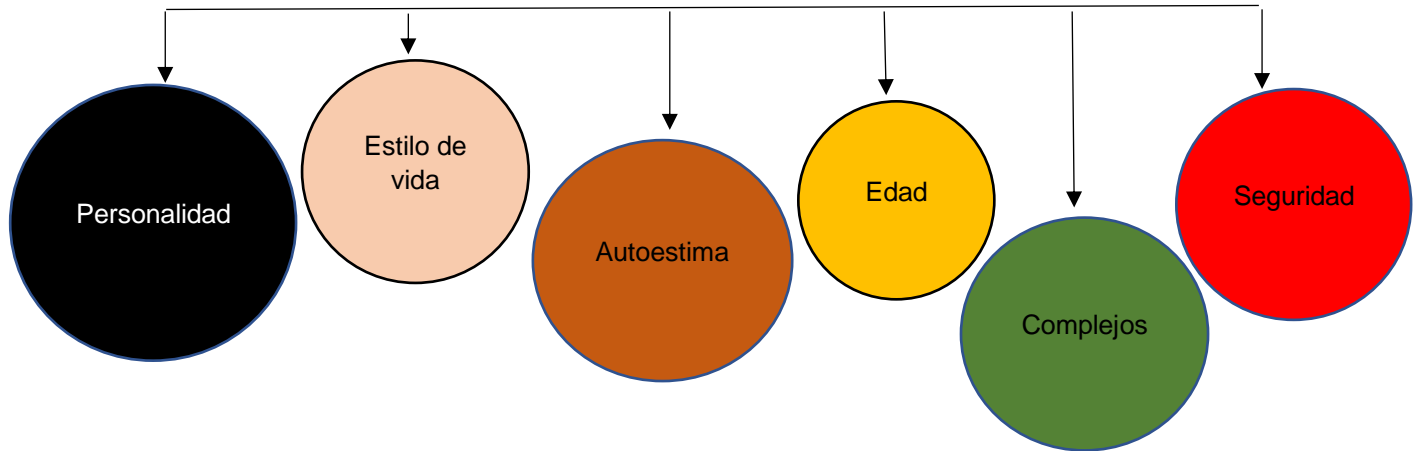 Personalidad
Estilo de
vida
Autoestima
Edad
Complejos
Seguridad